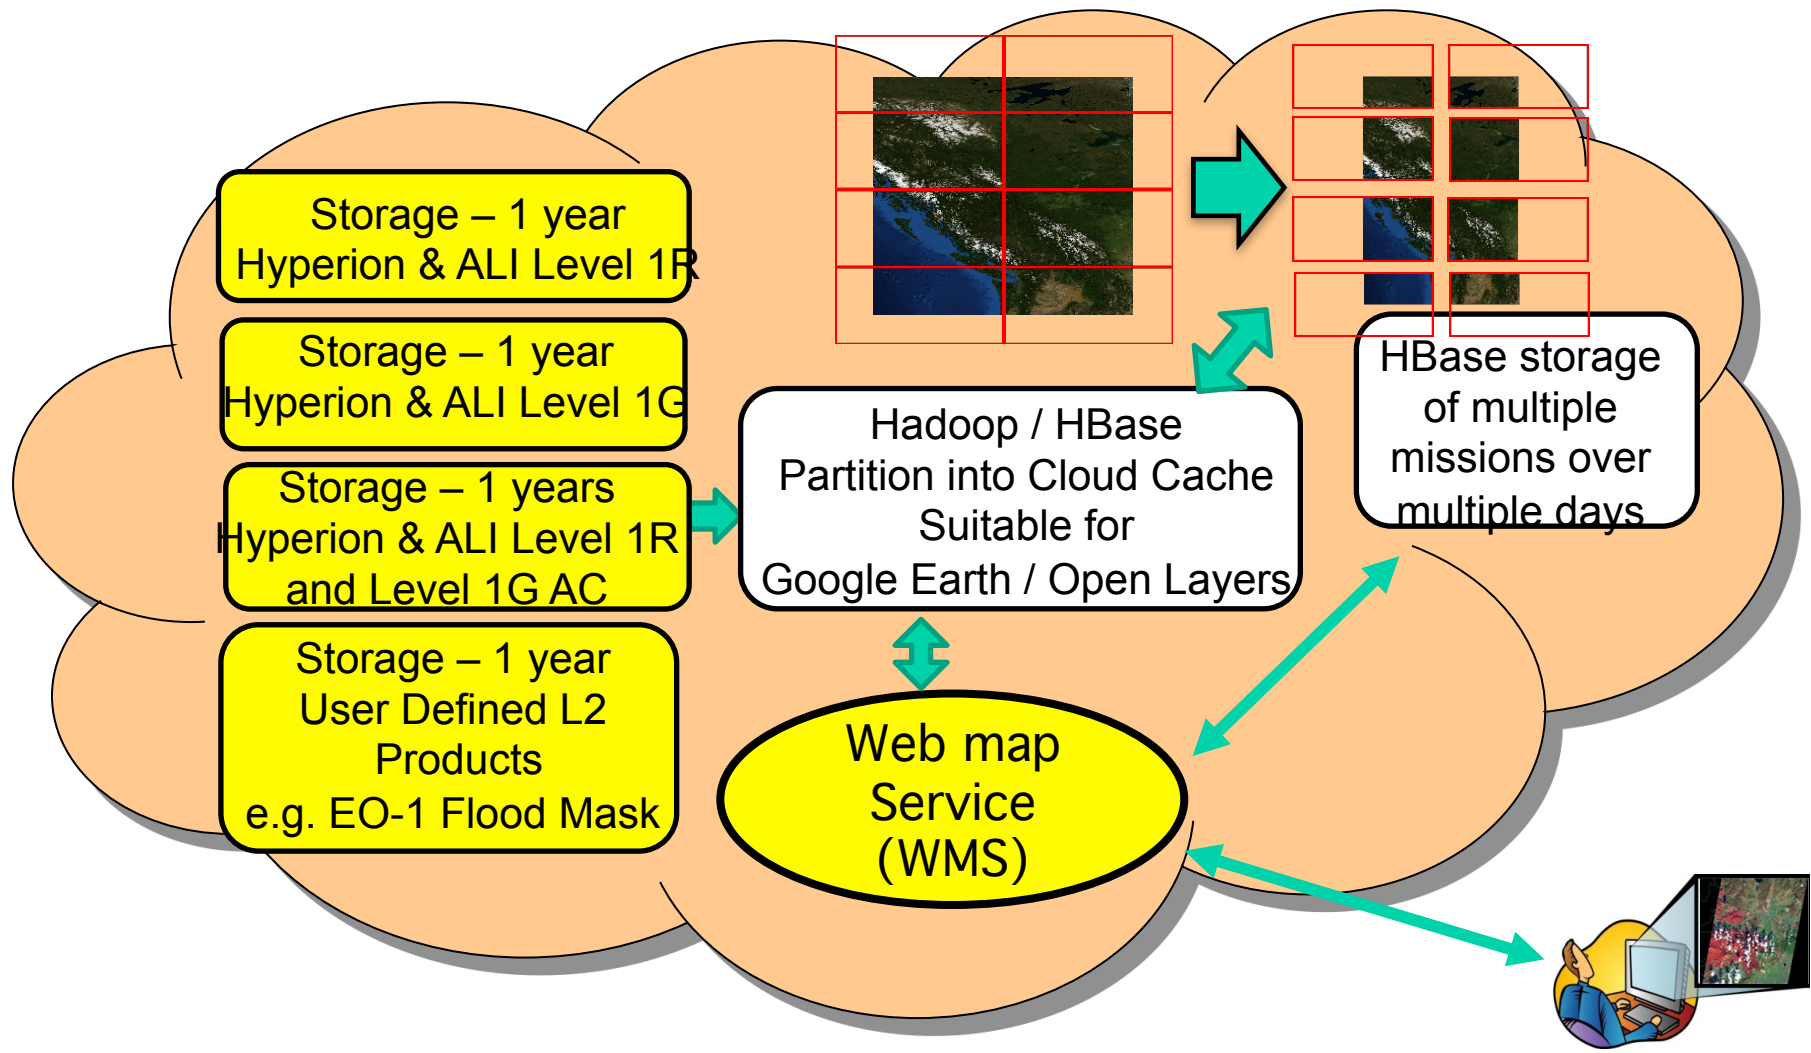 Storage – 1 year
Hyperion & ALI Level 1R
Storage – 1 year
Hyperion & ALI Level 1G
Storage – 1 years
Hyperion & ALI Level 1R
and Level 1G AC
Storage – 1 year
User Defined L2
Products
e.g. EO-1 Flood Mask
Hadoop / HBase
Partition into Cloud Cache
Suitable for
Google Earth / Open Layers
HBase storage
of multiple
missions over
multiple days
Web map
Service
(WMS)